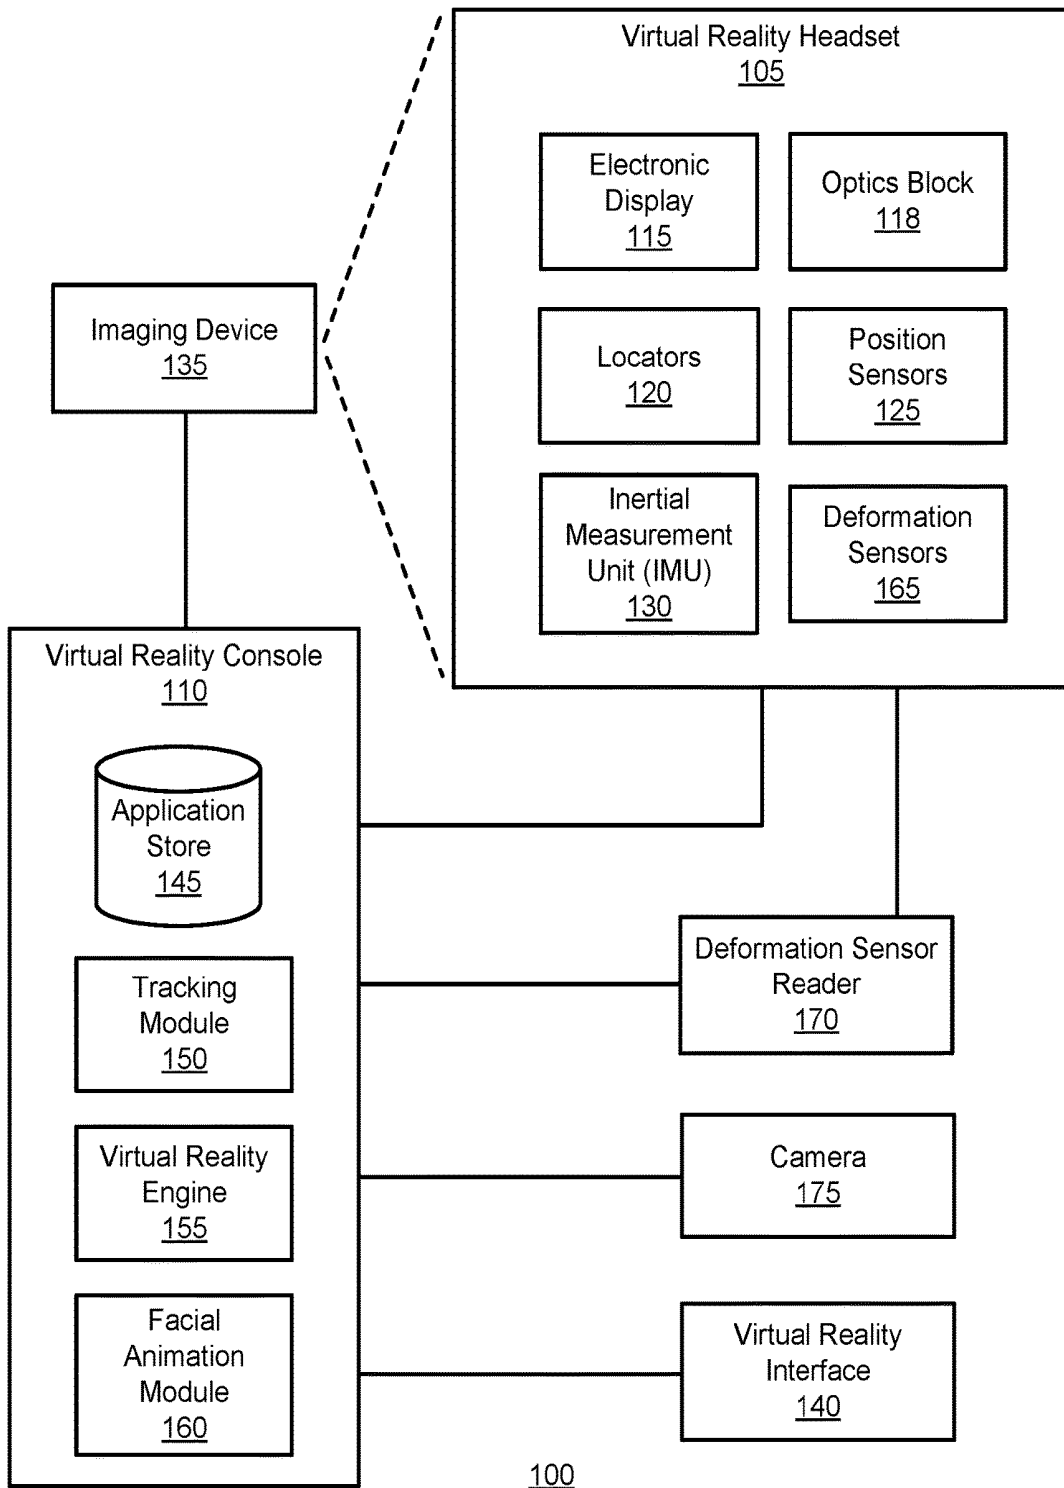 Virtual Reality Headset
105
Electronic
Display
115
Optics Block
118
Imaging Device
135
Locators
120
Position
Sensors
125
Inertial
Measurement
Unit (IMU)
130
Deformation
Sensors
165
Virtual Reality Console
110
Application
Store
145
Tracking
Module
150
Virtual Reality
Engine
155
Facial
Animation
Module
160
Deformation Sensor
Reader
170
Camera
175
Virtual Reality
Interface
140
100